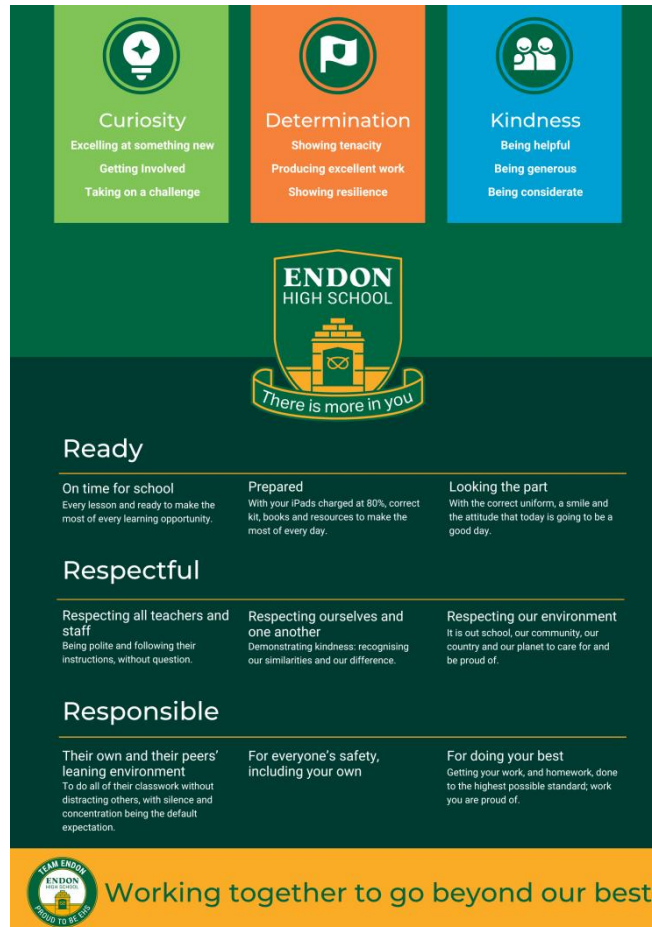 Curiosity
Excelling at something new
Getting Involved
Taking on a challenge
Determination
Showing tenacity
Producing excellent work
Showing resilience
Kindness
Being helpful
Being generous
Being considerate
ENDON
HIGH SCHOOL
There is more in you
Ready
On time for school
Every lesson and ready to make the
most of every learning opportunity.
Prepared
With your iPads charged at 80%, correct
kit, books and resources to make the
most of every day.
Looking the part
With the correct uniform, a smile and
the attitude that today is going to be a
good day.
Respectful
Respecting all teachers and
staff
Being polite and following their
instructions, without question.
Respecting ourselves and
one another
Demonstrating kindness: recognising
our similarities and our difference.
Respecting our environment
It is out school, our community, our
country and our planet to care for and
be proud of.
Responsible
Their own and their peers'
leaning environment
To do all of their classwork without
distracting others, with silence and
concentration being the default
expectation.
For everyone's safety,
including your own
For doing your best
Getting your work, and homework, done
to the highest possible standard; work
you are proud of.
TEAM ENDON
ENDON
HIGH SCHOOL
PROUD TO BE EHS
Working together to go beyond our best